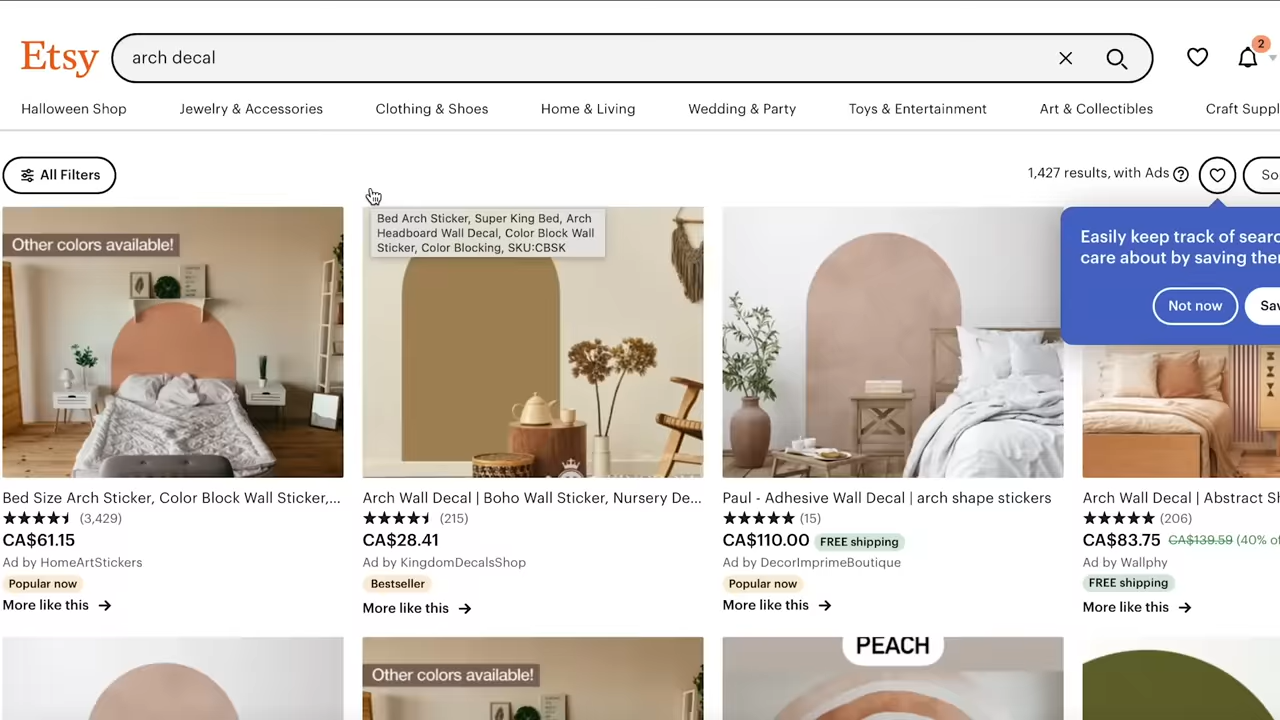 Etsy
arch decal
2
Halloween Shop
Jewelry & Accessories
Clothing & Shoes
Home & Living
Wedding & Party
Toys & Entertainment
Art & Collectibles
Craft Suppl
All Filters
1,427 results, with Ads
So
Other colors available!
Bed Arch Sticker, Super King Bed, Arch
Headboard Wall Decal, Color Block Wall
Sticker, Color Blocking, SKU:CBSK
Easily keep track of searc
care about by saving the
Not now
Sav
Bed Size Arch Sticker, Color Block Wall Sticker,...
(3,429)
CA$61.15
Ad by HomeArtStickers
Popular now
More like this
Arch Wall Decal | Boho Wall Sticker, Nursery De...
(215)
CA$28.41
Ad by KingdomDecalsShop
Bestseller
More like this
Paul - Adhesive Wall Decal | arch shape stickers
(15)
CA$110.00 FREE shipping
Ad by DecorImprimeBoutique
Popular now
More like this
Arch Wall Decal | Abstract Sh
(206)
CA$83.75 CA$139.59 (40% of
Ad by Wallphy
FREE shipping
More like this
Other colors available!
PEACH